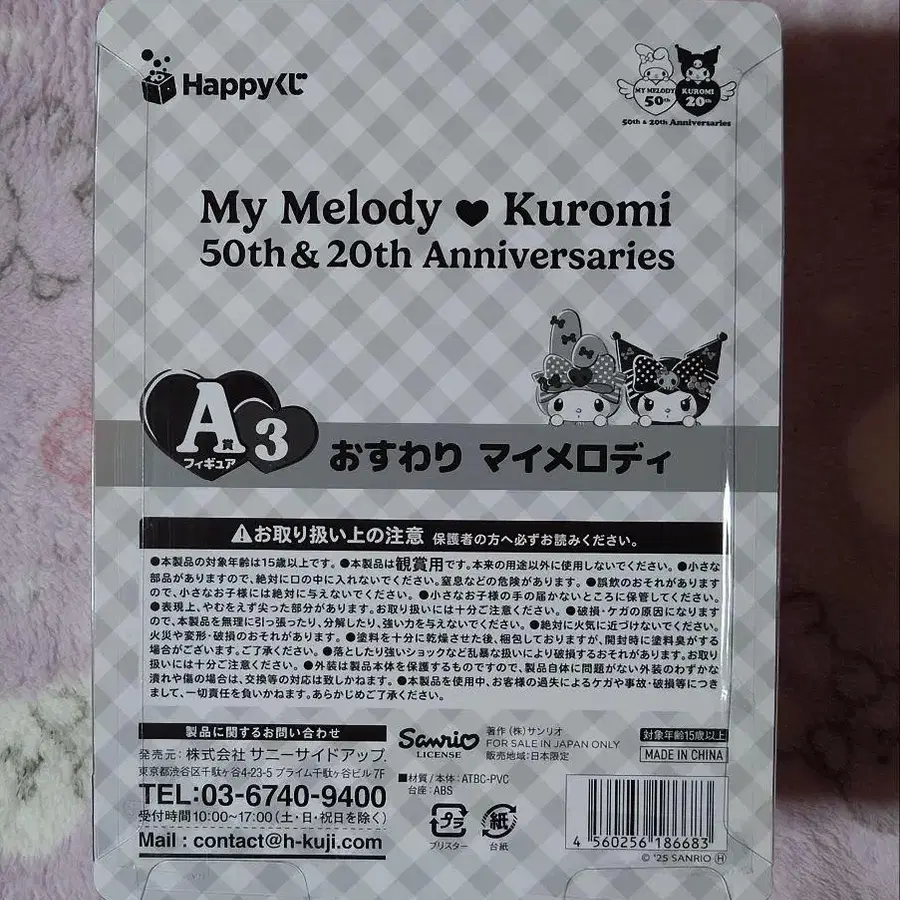 Happyくじ
MY MELODY
50th
KUROMI
20th
50th & 20th Anniversaries
My Melody ♥ Kuromi
50th & 20th Anniversaries
A賞
フィギュア
3
おすわり マイメロディ
⚠お取り扱い上の注意 保護者の方へ必ずお読みください。
●本製品の対象年齢は15歳以上です。●本製品は観賞用です。本来の用途以外に使用しないでください。●小さな
部品がありますので、絶対に口の中に入れないでください。窒息などの危険があります。●誤飲のおそれがあります
ので、小さなお子様には絶対に与えないでください。●小さなお子様の手の届かないところに保管してください。
●表現上、やむをえず尖った部分があります。お取り扱いには十分ご注意ください。●破損・ケガの原因になります
ので、本製品を無理に引っ張ったり、分解したり、強い力を与えないでください。●絶対に火気に近づけないでください。
火災や変形・破損のおそれがあります。●塗料を十分に乾燥させた後、梱包しておりますが、開封時に塗料臭がする
場合がございます。ご了承ください。●落としたり強いショックなど乱暴な扱いにより破損するおそれがあります。お取り
扱いには十分ご注意ください。●外装は製品本体を保護するものですので、製品自体に問題がない外装のわずかな
潰れや傷の場合は、交換等の対応は致しかねます。●本製品を使用中、お客様の過失によるケガや事故・破損等につき
まして、一切責任を負いかねます。あらかじめご了承ください。
製品に関するお問い合わせ
発売元：株式会社 サニーサイドアップ
東京都渋谷区千駄ヶ谷4-23-5 プライム千駄ヶ谷ビル 7F
TEL:03-6740-9400
受付時間10:00~17:00(土・日・祝日を除く)
Mail : contact@h-kuji.com
Sanrio
LICENSE
著作 (株) サンリオ
FOR SALE IN JAPAN ONLY
販売地域：日本限定
対象年齢15歳以上
MADE IN CHINA
■材質 / 本体：ATBC-PVC
台座：ABS
プラ
ブリスター
紙
台紙
4 560256 186683
© '25 SANRIO Ⓗ